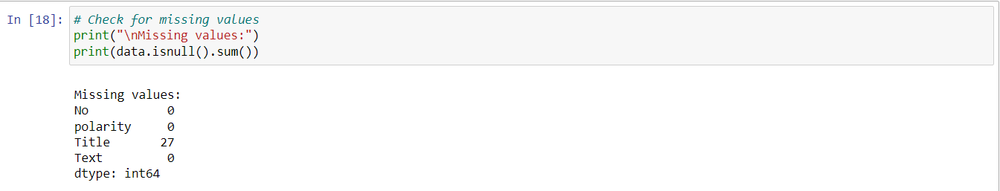 In [18]: # Check for missing values
print("\nMissing values:")
print(data.isnull().sum())
Missing values:
No 0
polarity 0
Title 27
Text 0
dtype: int64